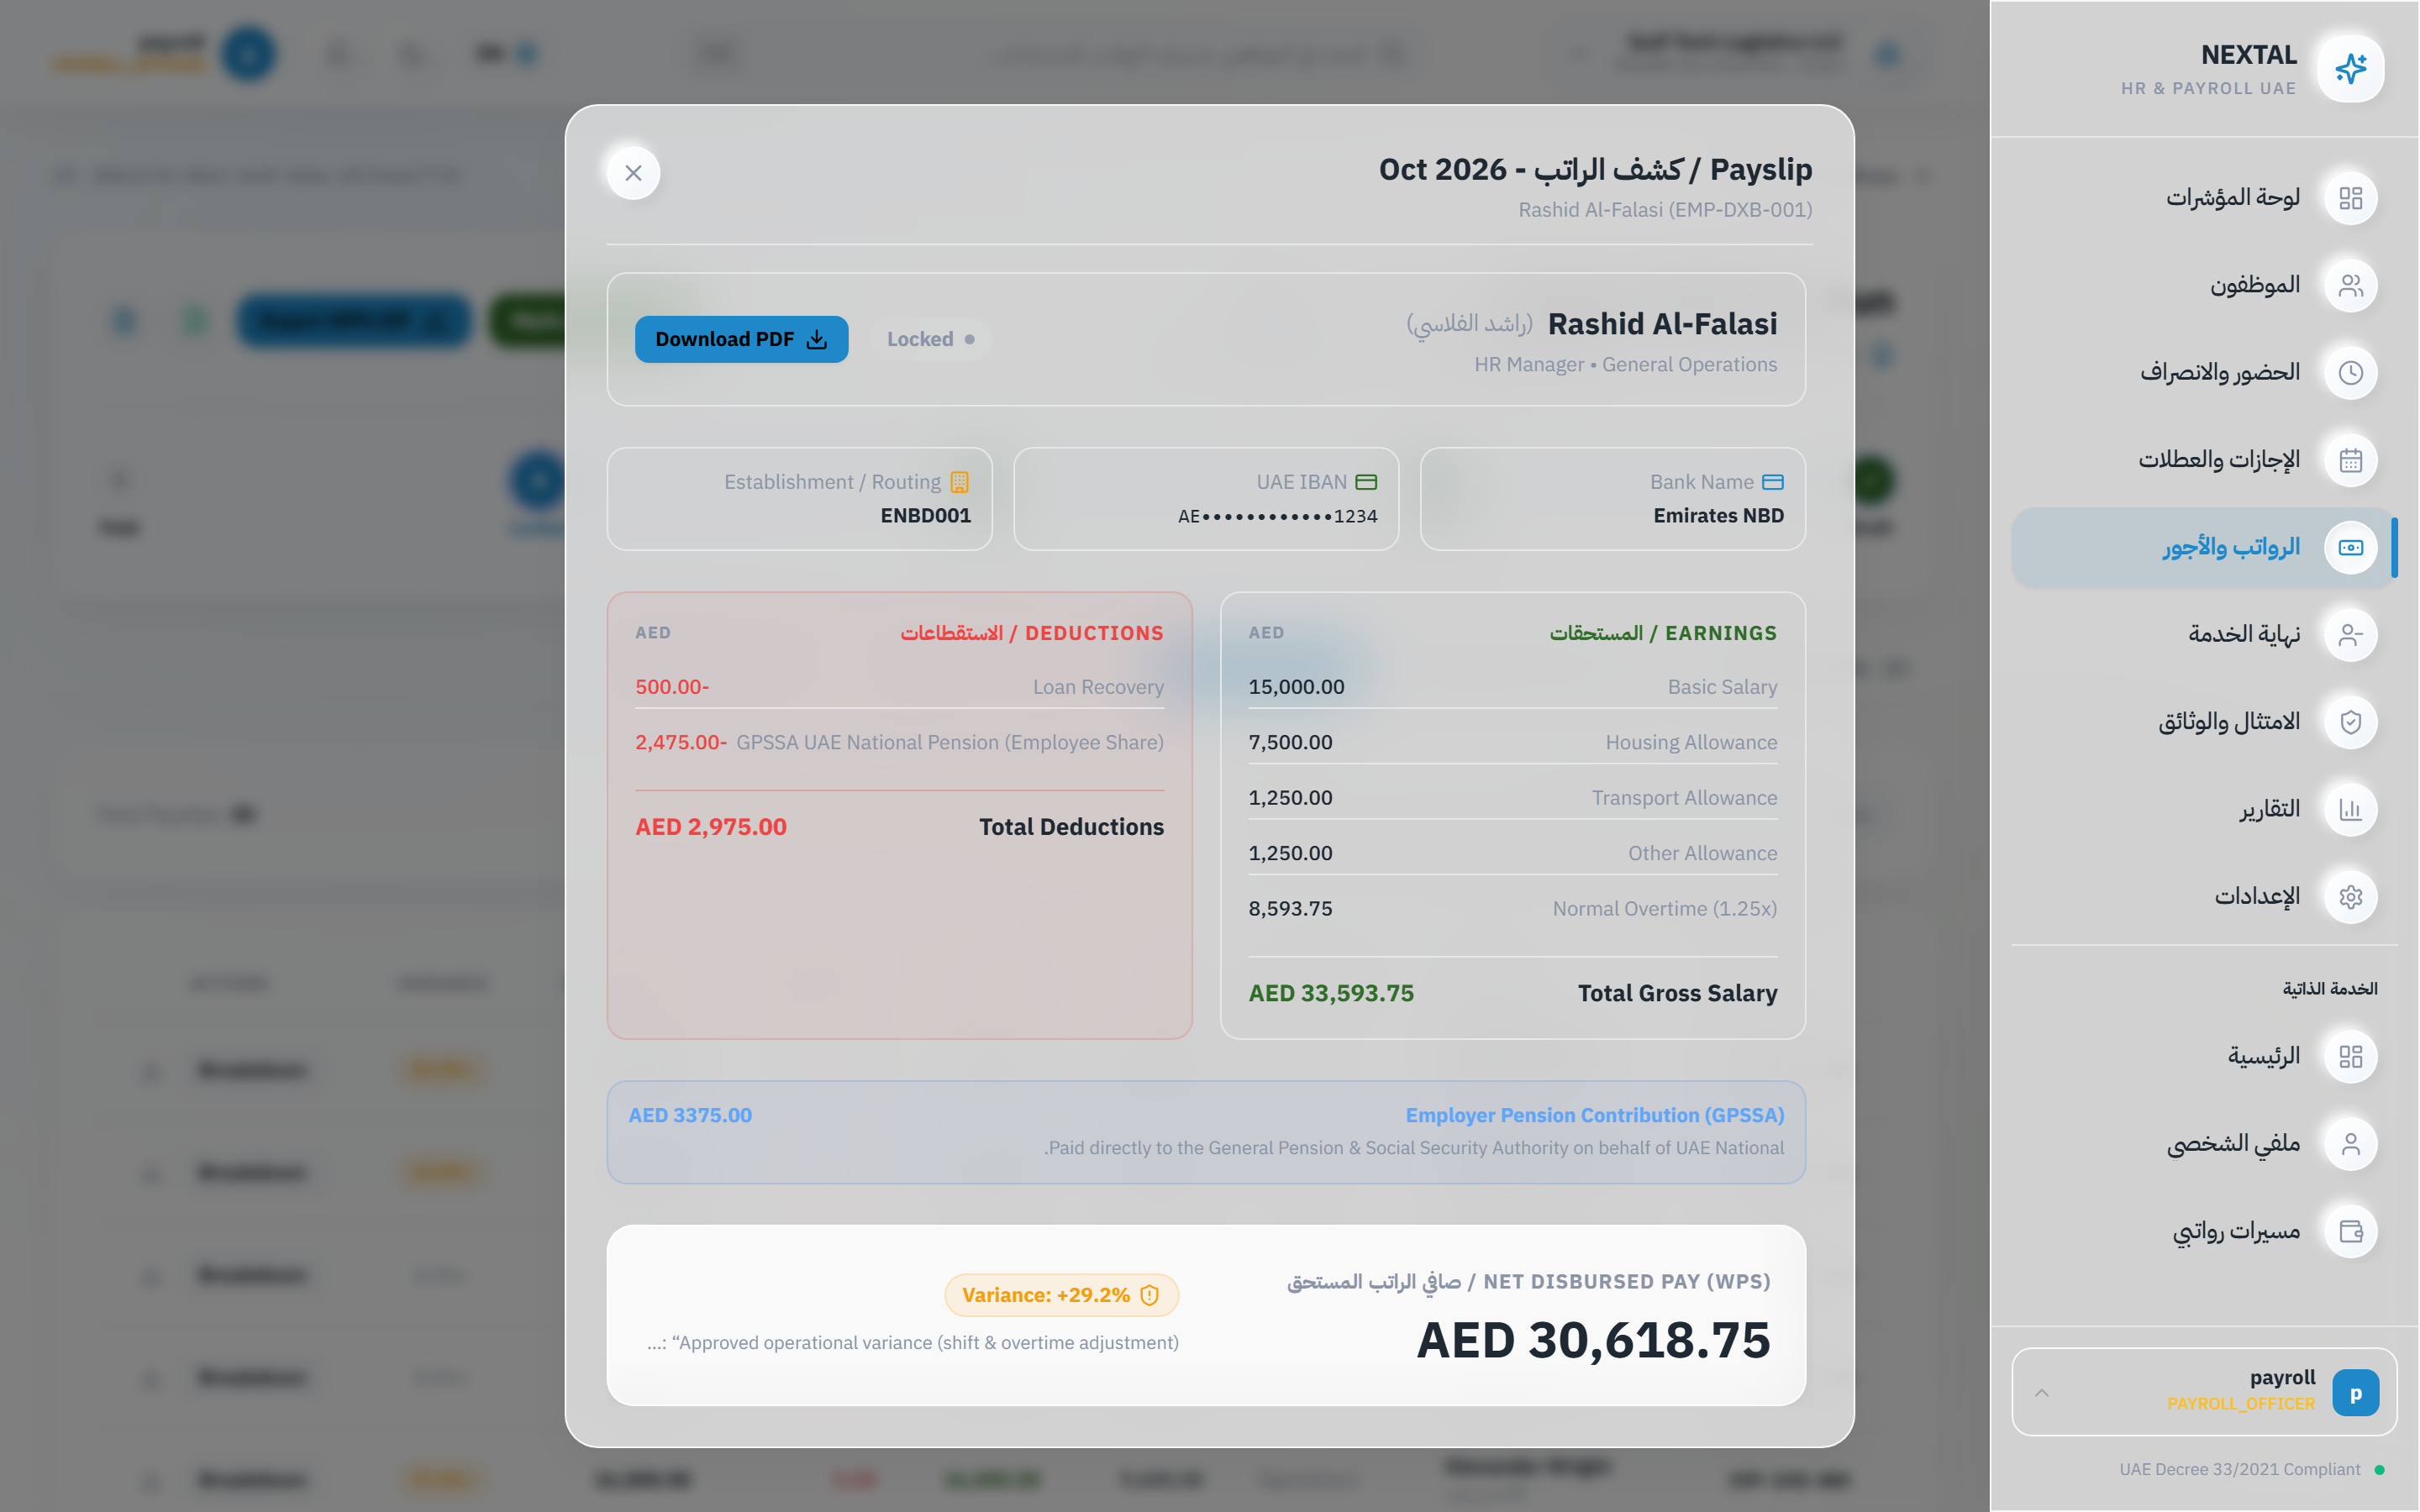 NEXTAL
HR & PAYROLL UAE
لوحة المؤشرات
الموظفون
الحضور والانصراف
الإجازات والعطلات
الرواتب والأجور
نهاية الخدمة
الامتثال والوثائق
التقارير
الإعدادات
الخدمة الذاتية
الرئيسية
ملفي الشخصي
مسيرات رواتبي
payroll
PAYROLL_OFFICER
p
UAE Decree 33/2021 Compliant
Payslip / كشف الراتب - Oct 2026
Rashid Al-Falasi (EMP-DXB-001)
Rashid Al-Falasi (راشد الفلاسي)
HR Manager • General Operations
Locked
Download PDF
Bank Name
Emirates NBD
UAE IBAN
AE••••••••••••1234
Establishment / Routing
ENBD001
EARNINGS / المستحقات AED
Basic Salary 15,000.00
Housing Allowance 7,500.00
Transport Allowance 1,250.00
Other Allowance 1,250.00
Normal Overtime (1.25x) 8,593.75
Total Gross Salary AED 33,593.75
DEDUCTIONS / الاستقطاعات AED
Loan Recovery 500.00-
GPSSA UAE National Pension (Employee Share) 2,475.00-
Total Deductions AED 2,975.00
Employer Pension Contribution (GPSSA) AED 3375.00
.Paid directly to the General Pension & Social Security Authority on behalf of UAE National
NET DISBURSED PAY (WPS) / صافي الراتب المستحق
AED 30,618.75
Variance: +29.2%
...: “Approved operational variance (shift & overtime adjustment)